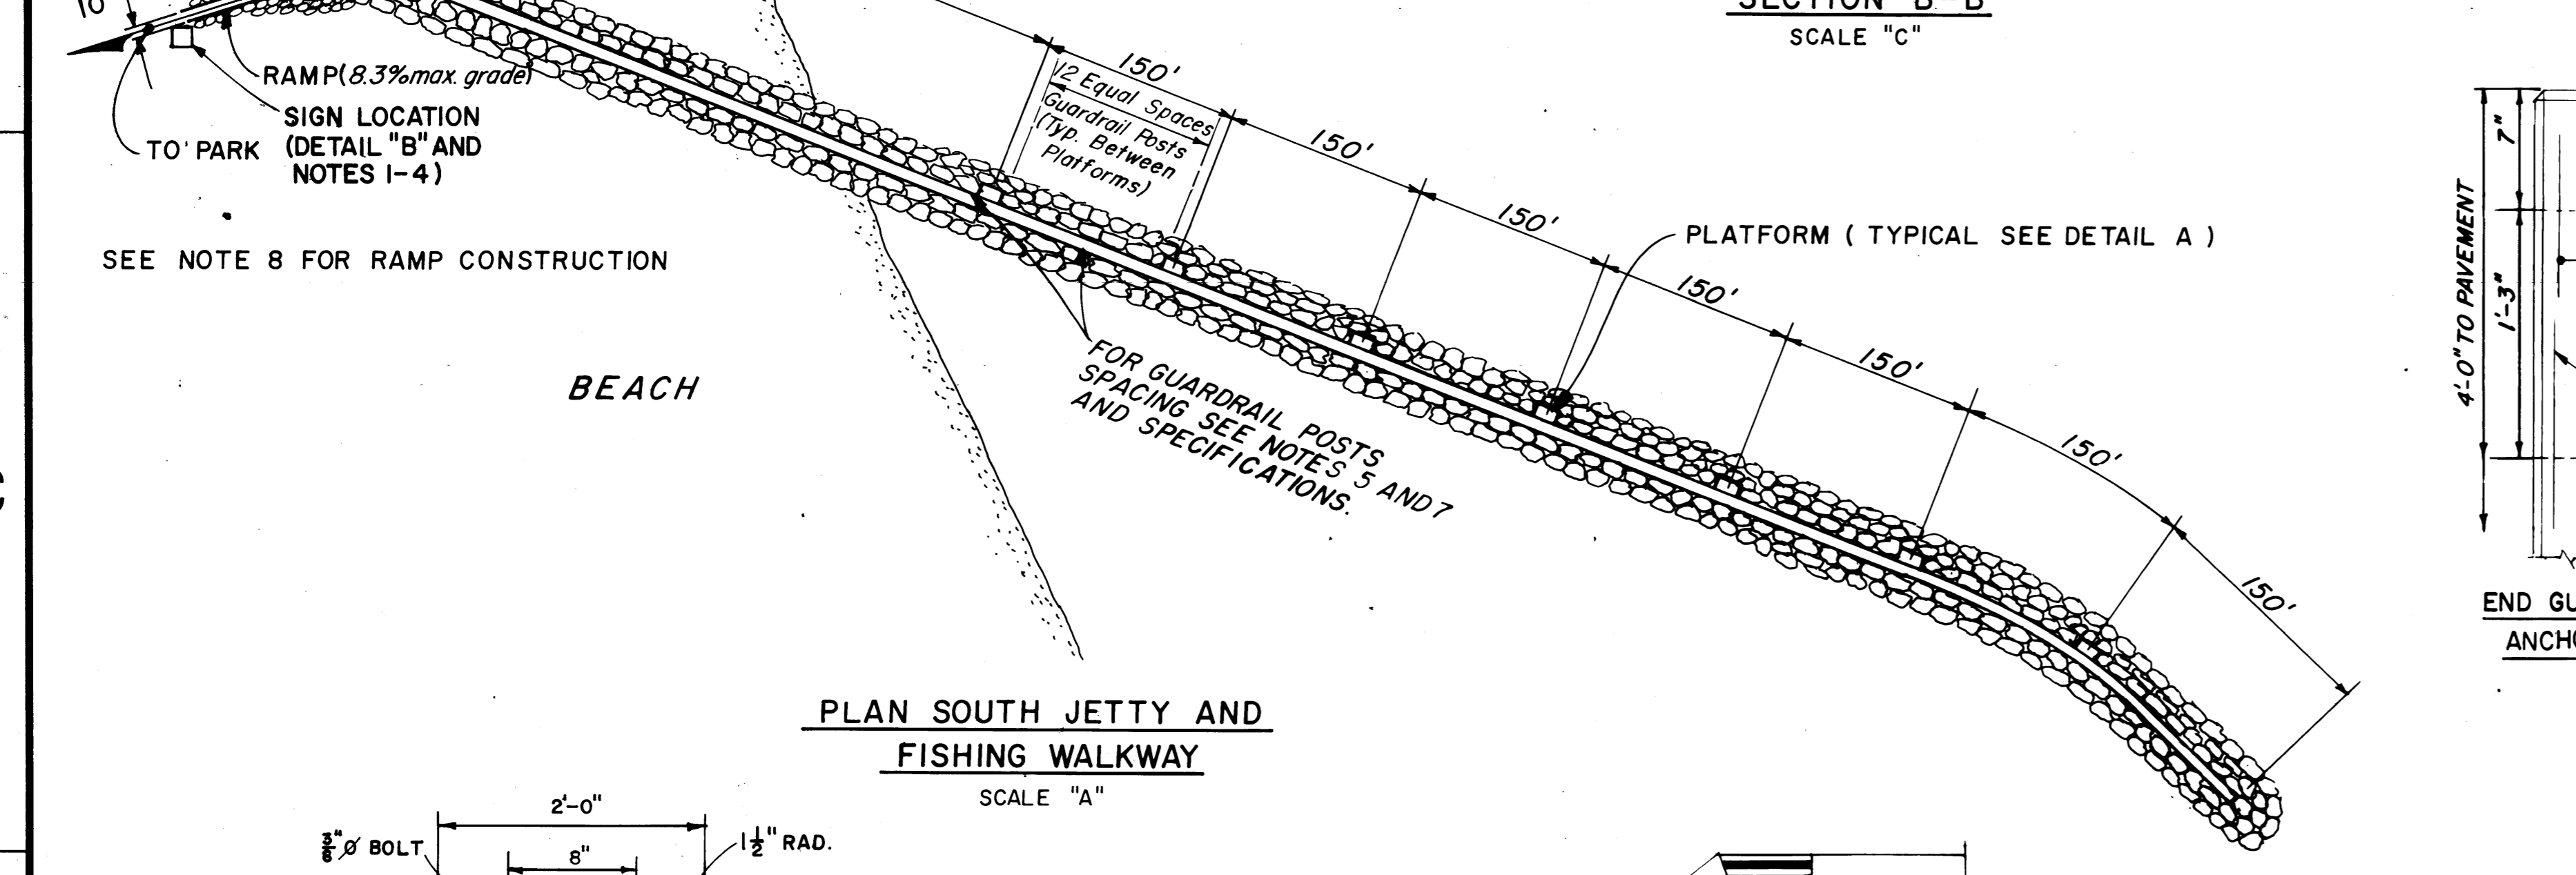 SECTION B-B
SCALE "C"
10
RAMP (8.3% max. grade)
SIGN LOCATION
(DETAIL "B" AND
NOTES 1-4)
TO PARK
SEE NOTE 8 FOR RAMP CONSTRUCTION
BEACH
150'
12 Equal Spaces
Guardrail Posts
(Typ. Between
Platforms)
150'
150'
150'
150'
150'
150'
PLATFORM ( TYPICAL SEE DETAIL A )
FOR GUARDRAIL POSTS
SPACING SEE NOTES 5 AND 7
AND SPECIFICATIONS.
7"
1'-3"
4'-0" TO PAVEMENT
END GU
ANCHO
PLAN SOUTH JETTY AND
FISHING WALKWAY
SCALE "A"
2'-0"
3/8" Ø BOLT
8"
1 1/2" RAD.